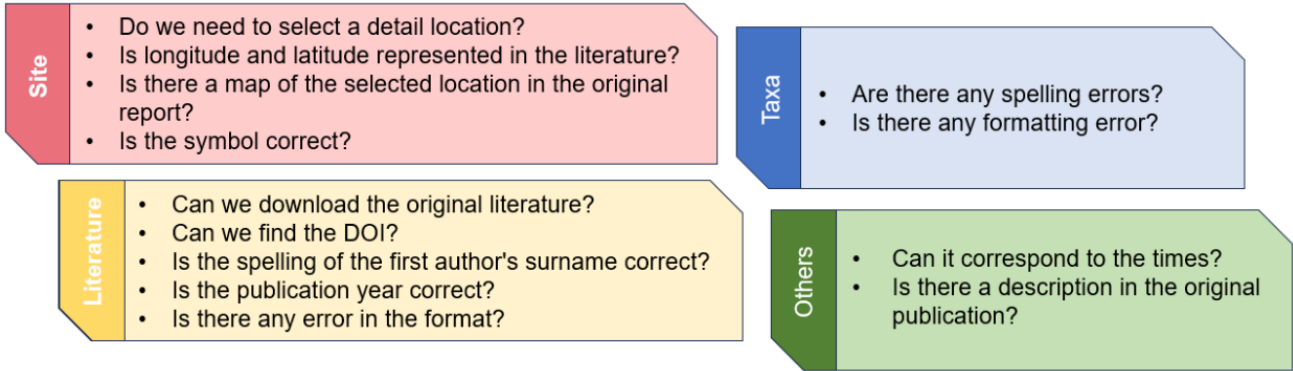 Site
• Do we need to select a detail location?
• Is longitude and latitude represented in the literature?
• Is there a map of the selected location in the original
report?
• Is the symbol correct?
Taxa
• Are there any spelling errors?
• Is there any formatting error?
Literature
• Can we download the original literature?
• Can we find the DOI?
• Is the spelling of the first author's surname correct?
• Is the publication year correct?
• Is there any error in the format?
Others
• Can it correspond to the times?
• Is there a description in the original
publication?